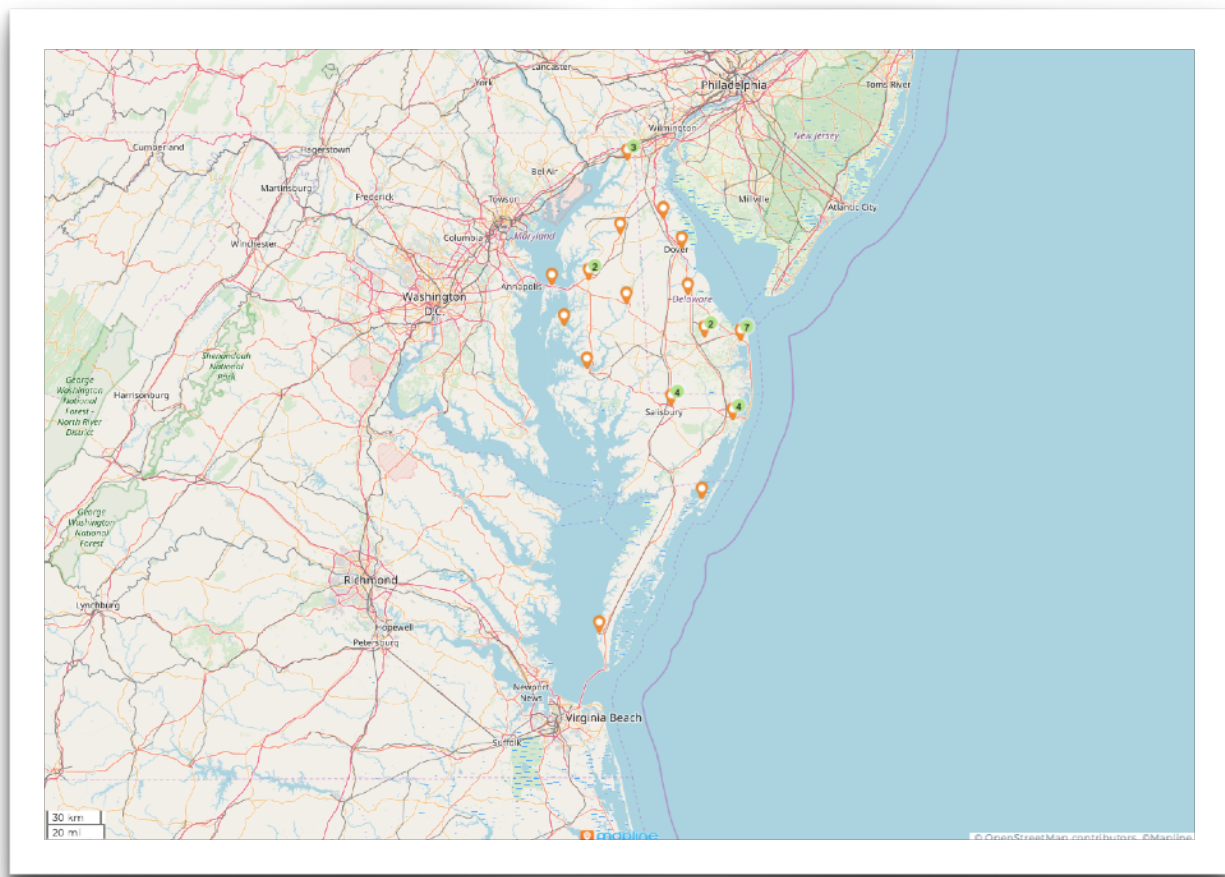 Lancaster
York
Philadelphia
Toms River
Wilmington
New Jersey
Cumberland
Hagerstown
3
Bel Air
Martinsburg
Frederick
Towson
Millville
Atlantic City
Winchester
Columbia
Maryland
Dover
2
Annapolis
Washington
D.C.
Delaware
2
7
Shenandoah
National
Park
George
Washington
National
Forest -
North River
District
Harrisonburg
4
Salisbury
4
George
Washington
National
Forest
Richmond
Lynchburg
Hopewell
Petersburg
Newport
News
Virginia Beach
Suffolk
30 km
20 mi
mapline
© OpenStreetMap contributors, ©Mapline